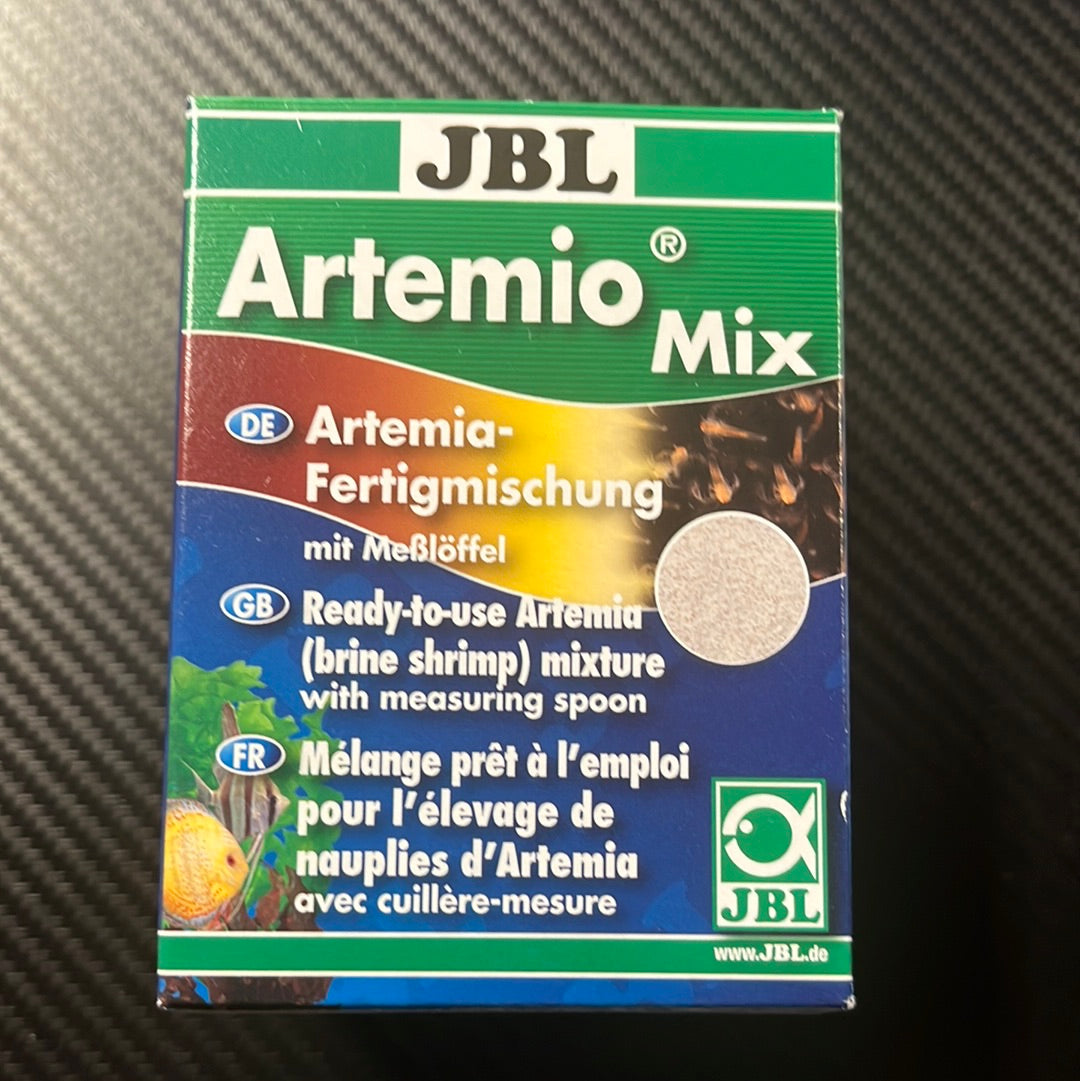 JBL
Artemio®
Mix
DE Artemia-
Fertigmischung
mit Meßlöffel
GB Ready-to-use Artemia
(brine shrimp) mixture
with measuring spoon
FR Mélange prêt à l'emploi
pour l'élevage de
nauplies d'Artemia
avec cuillère-mesure
JBL
www.JBL.de